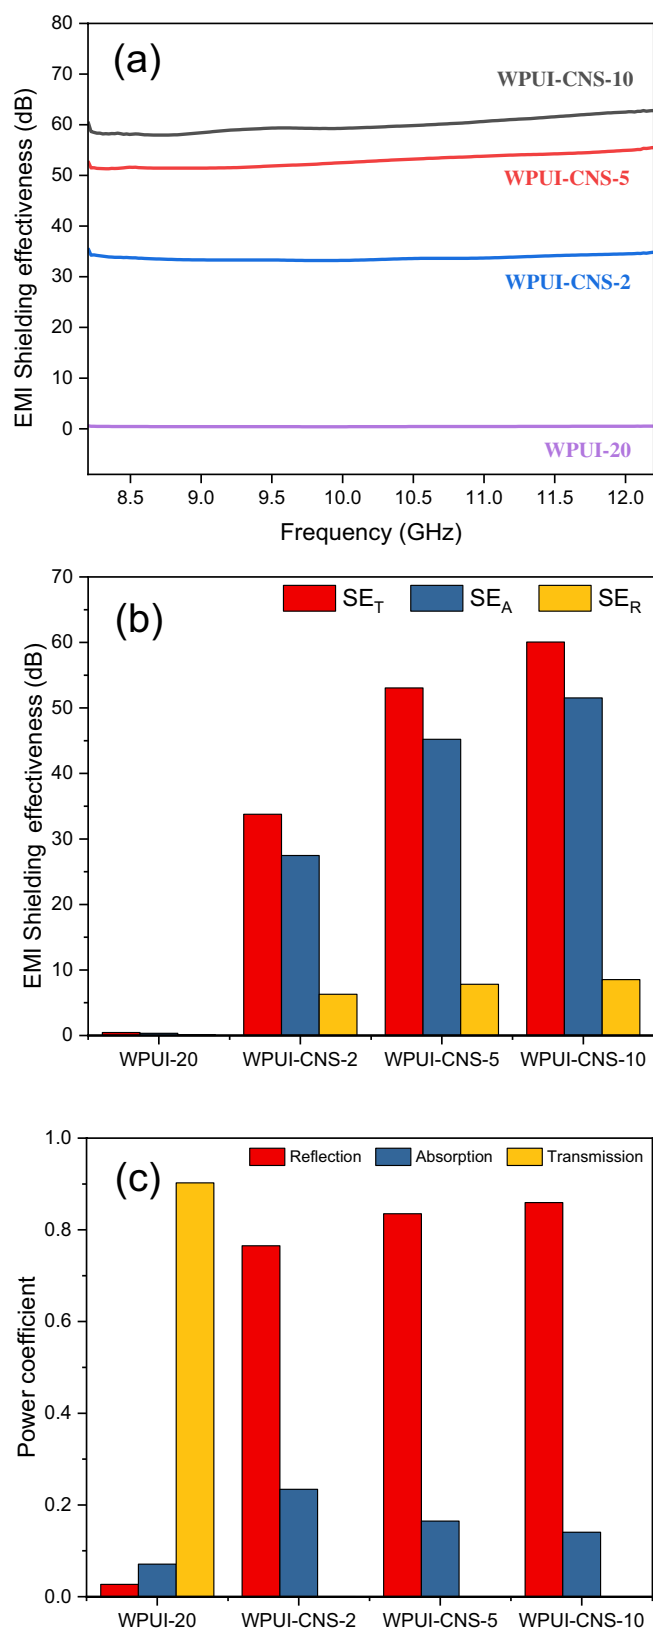 (a)
EMI Shielding effectiveness (dB)
80
70
60
50
40
30
20
10
0
WPUI-CNS-10
WPUI-CNS-5
WPUI-CNS-2
WPUI-20
8.5 9.0 9.5 10.0 10.5 11.0 11.5 12.0
Frequency (GHz)
(b)
SE_T SE_A SE_R
EMI Shielding effectiveness (dB)
70
60
50
40
30
20
10
0
WPUI-20 WPUI-CNS-2 WPUI-CNS-5 WPUI-CNS-10
(c)
Reflection Absorption Transmission
Power coefficient
1.0
0.8
0.6
0.4
0.2
0.0
WPUI-20 WPUI-CNS-2 WPUI-CNS-5 WPUI-CNS-10